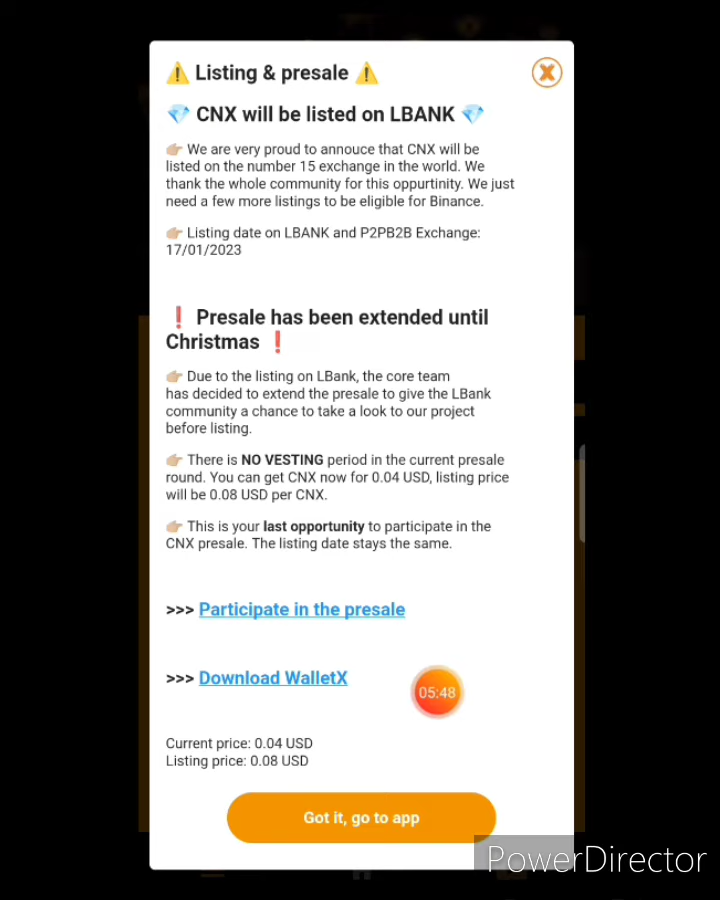 ⚠️ Listing & presale ⚠️
💎 CNX will be listed on LBANK 💎
👉🏼 We are very proud to annouce that CNX will be
listed on the number 15 exchange in the world. We
thank the whole community for this oppurtinity. We just
need a few more listings to be eligible for Binance.
👉🏼 Listing date on LBANK and P2PB2B Exchange:
17/01/2023
❗ Presale has been extended until
Christmas ❗
👉🏼 Due to the listing on LBank, the core team
has decided to extend the presale to give the LBank
community a chance to take a look to our project
before listing.
👉🏼 There is NO VESTING period in the current presale
round. You can get CNX now for 0.04 USD, listing price
will be 0.08 USD per CNX.
👉🏼 This is your last opportunity to participate in the
CNX presale. The listing date stays the same.
>>> Participate in the presale
>>> Download WalletX
05:48
Current price: 0.04 USD
Listing price: 0.08 USD
Got it, go to app
PowerDirector